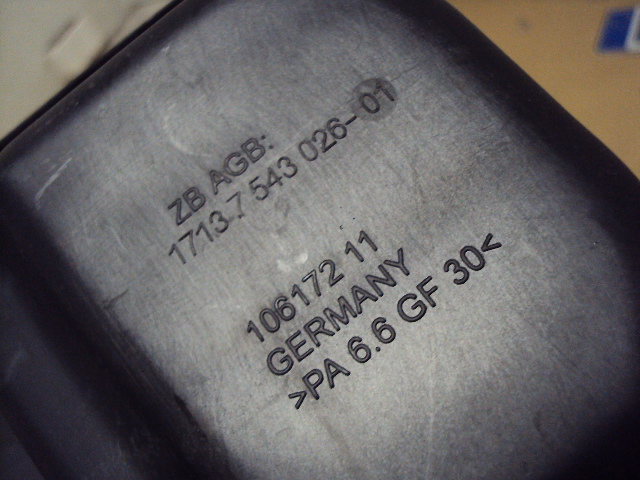 ZB AGB:
1713.7 543 026-01
106172 11
GERMANY
>PA 6.6 GF 30<